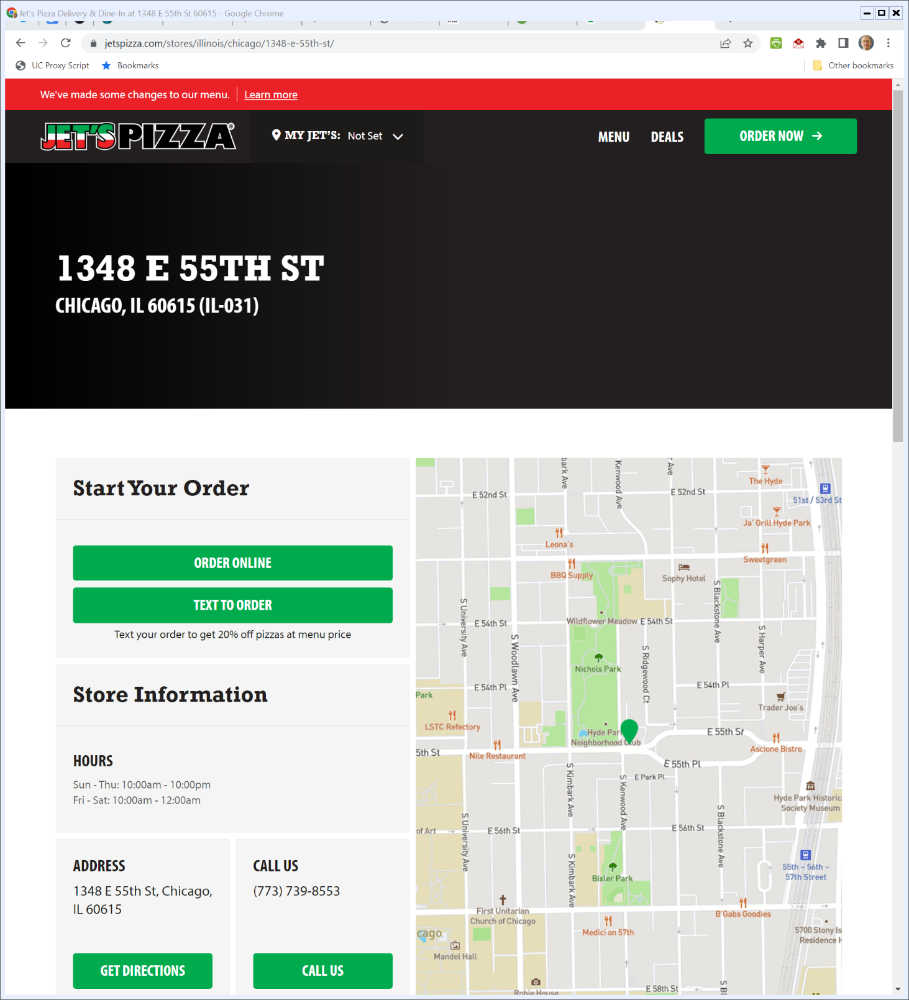 Jet's Pizza Delivery & Dine-In at 1348 E 55th St 60615 - Google Chrome
jetspizza.com/stores/illinois/chicago/1348-e-55th-st/
UC Proxy Script
Bookmarks
Other bookmarks
We've made some changes to our menu.
Learn more
JET'S PIZZA®
MY JET'S: Not Set
MENU
DEALS
ORDER NOW →
1348 E 55TH ST
CHICAGO, IL 60615 (IL-031)
Start Your Order
ORDER ONLINE
TEXT TO ORDER
Text your order to get 20% off pizzas at menu price
Store Information
HOURS
Sun - Thu: 10:00am - 10:00pm
Fri - Sat: 10:00am - 12:00am
ADDRESS
1348 E 55th St, Chicago,
IL 60615
GET DIRECTIONS
CALL US
(773) 739-8553
CALL US
park Ave
Kenwood Ave
r Ave
The Hyde
E 52nd St
E 52nd St
51st / 53rd St
Ja' Grill Hyde Park
Leona's
Sweetgreen
BBQ Supply
Sophy Hotel
S Blackstone Ave
S University Ave
Wildflower Meadow
E 54th St
E 54th St
S Woodlawn Ave
S Harper Ave
S Ridgewood Ct
Nichols Park
E 54th Pl
E 54th Pl
Park
Trader Joe's
LSTC Refectory
Hyde Par
Neighborhood Club
E 55th St
Ascione Bistro
5th St
Nile Restaurant
E 55th Pl
S Kimbark Ave
S Kenwood Ave
E Park Pl
Hyde Park Historic
Society Museum
S University Ave
S Blackstone Ave
of Art
E 56th St
E 56th St
S Kimbark Ave
55th – 56th –
57th Street
Bixler Park
First Unitarian
Church of Chicago
B'Gabs Goodies
Medici on 57th
5700 Stony Is
Residence H
cago
Mandel Hall
Robie House
E 58th St
S Bl